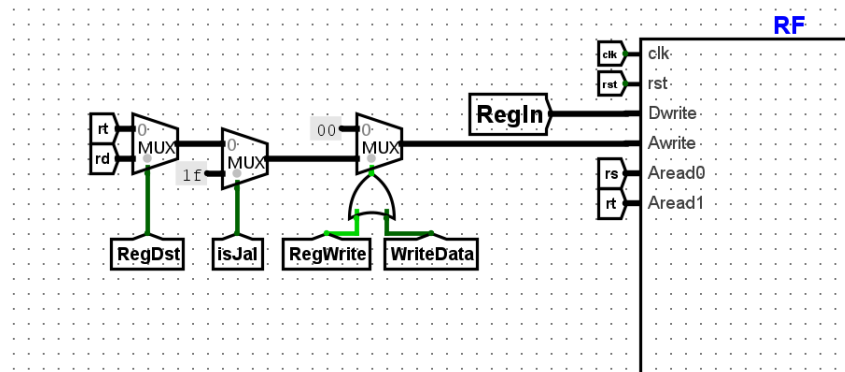 RF
clk
clk
rst
rst
RegIn
Dwrite
rt
0
MUX
rd
0
MUX
1f
00
0
MUX
Awrite
rs
Aread0
rt
Aread1
RegDst
isJal
RegWrite
WriteData